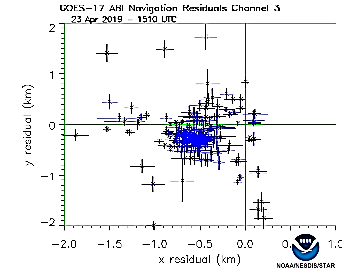 GOES-17 ABI Navigation Residuals Channel 3
23 Apr 2019 - 1510 UTC
2
1
0
-1
-2
y residual (km)
-2.0 -1.5 -1.0 -0.5 0.0 0.5 1.0
x residual (km)
NOAA/NESDIS/STAR